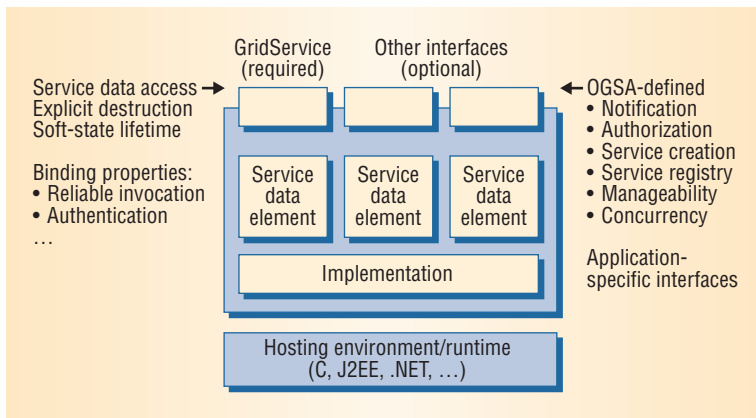 GridService
(required)
Other interfaces
(optional)
Service data access
Explicit destruction
Soft-state lifetime
Binding properties:
• Reliable invocation
• Authentication
…
OGSA-defined
• Notification
• Authorization
• Service creation
• Service registry
• Manageability
• Concurrency
Application-
specific interfaces
Service
data
element
Service
data
element
Service
data
element
Implementation
Hosting environment/runtime
(C, J2EE, .NET, …)